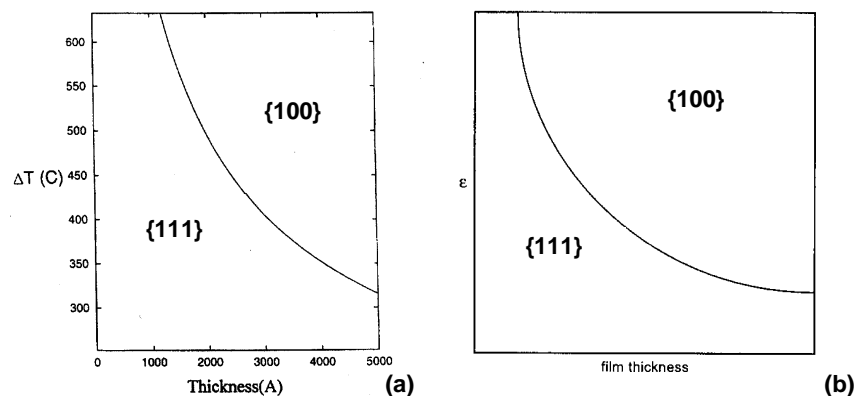 600
550
500
ΔT (C) 450
400
350
300
0 1000 2000 3000 4000 5000
Thickness(A)
{100}
{111}
(a)
ε
{100}
{111}
film thickness
(b)